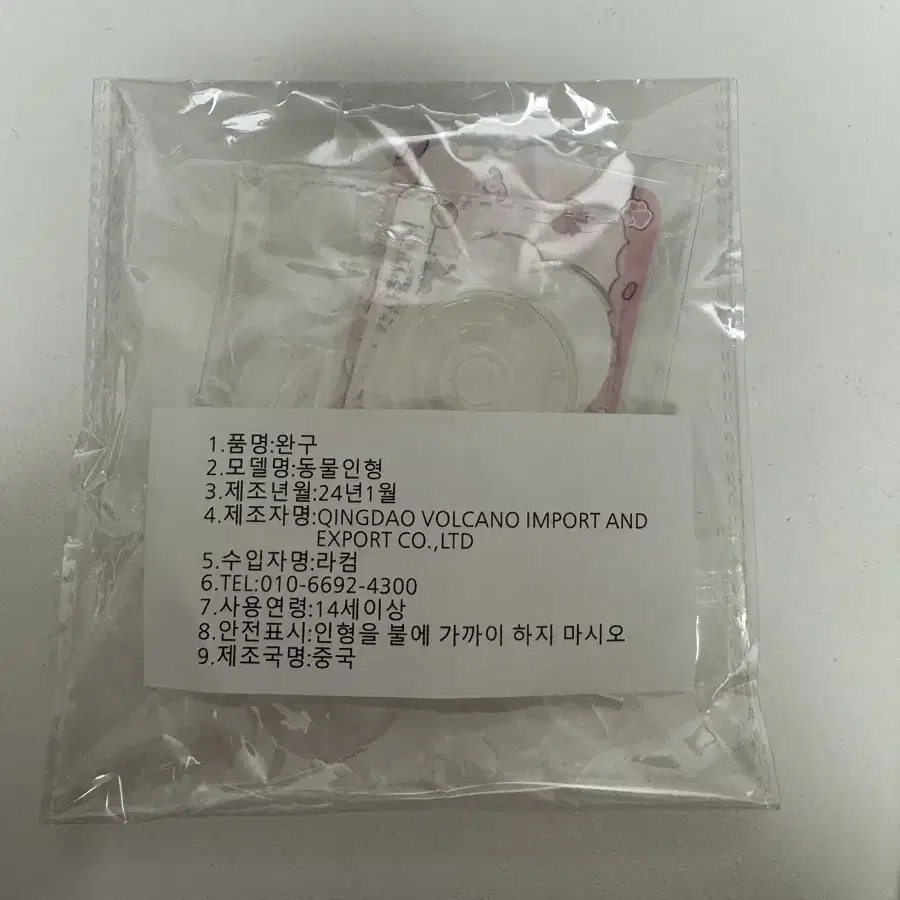 1.품명:완구
2.모델명:동물인형
3.제조년월:24년1월
4.제조자명:QINGDAO VOLCANO IMPORT AND
EXPORT CO.,LTD
5.수입자명:라컴
6.TEL:010-6692-4300
7.사용연령:14세이상
8.안전표시:인형을 불에 가까이 하지 마시오
9.제조국명:중국